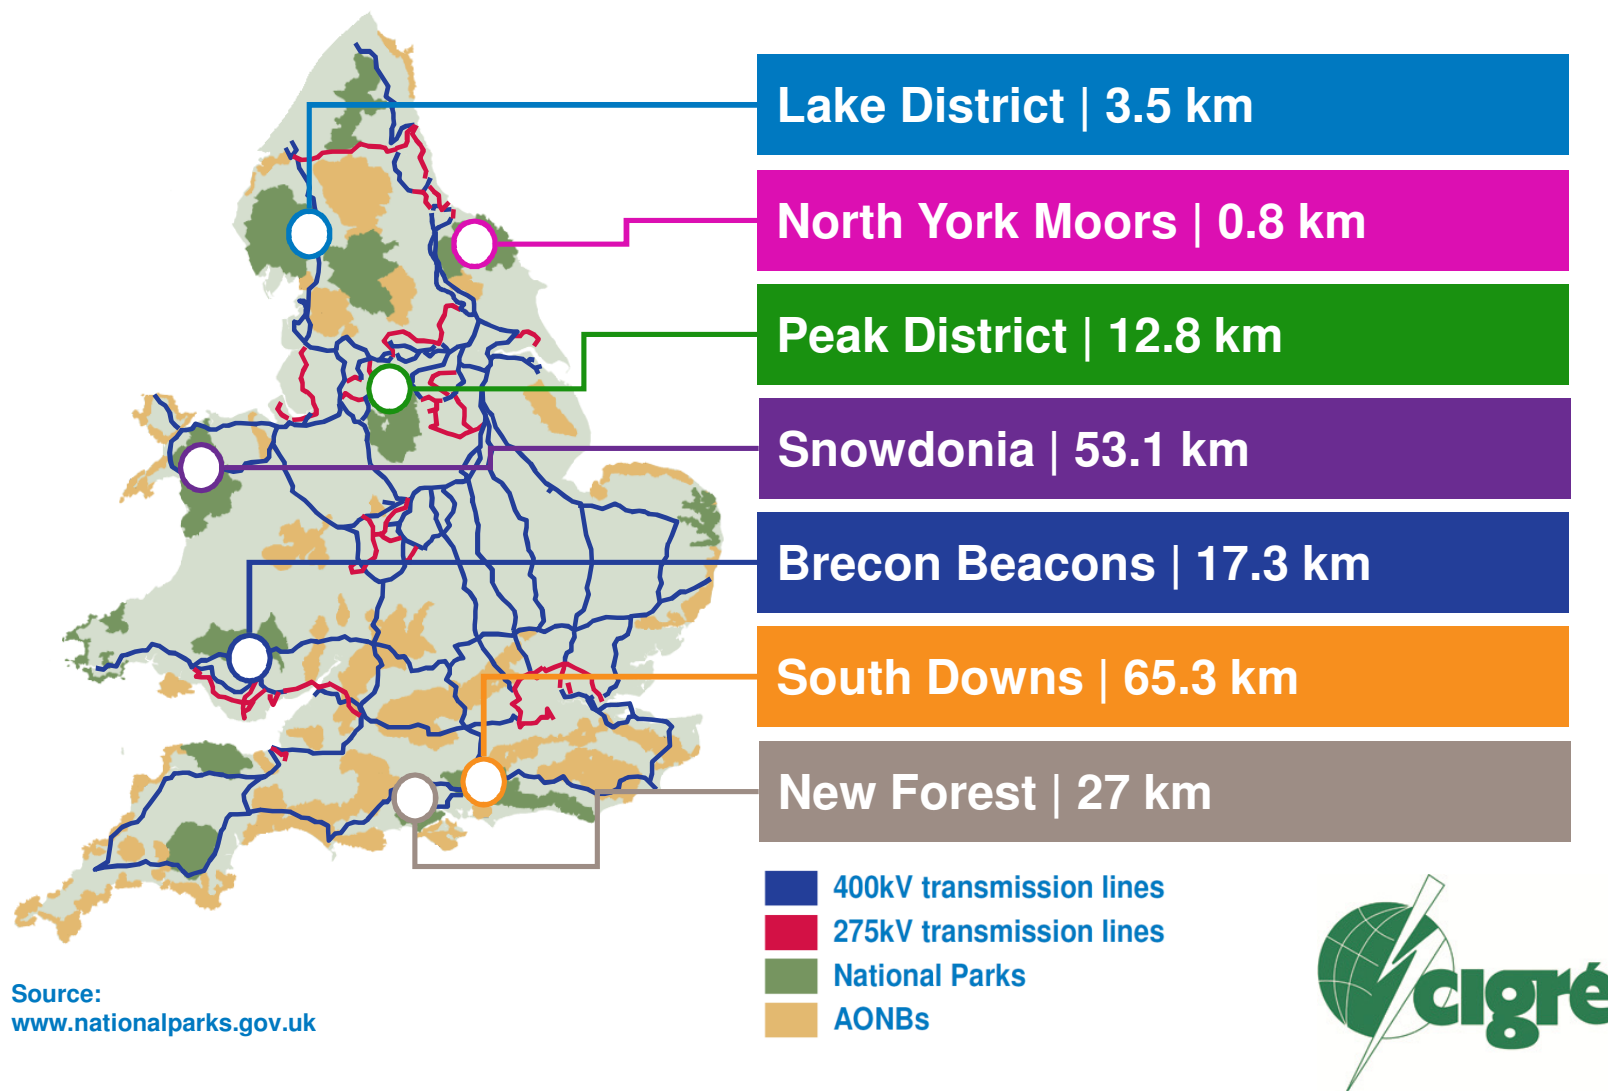 Lake District | 3.5 km
North York Moors | 0.8 km
Peak District | 12.8 km
Snowdonia | 53.1 km
Brecon Beacons | 17.3 km
South Downs | 65.3 km
New Forest | 27 km
400kV transmission lines
275kV transmission lines
National Parks
AONBs
Source:
www.nationalparks.gov.uk
cigré